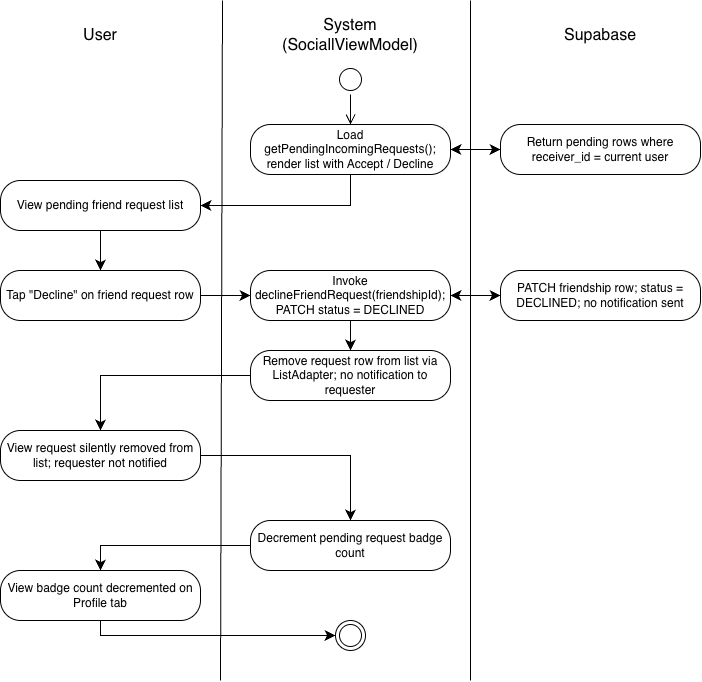 User
System
(SociallViewModel)
Supabase
Load
getPendingIncomingRequests();
render list with Accept / Decline
Return pending rows where
receiver_id = current user
View pending friend request list
Tap "Decline" on friend request row
Invoke
declineFriendRequest(friendshipId);
PATCH status = DECLINED
PATCH friendship row; status =
DECLINED; no notification sent
Remove request row from list via
ListAdapter; no notification to
requester
View request silently removed from
list; requester not notified
Decrement pending request badge
count
View badge count decremented on
Profile tab